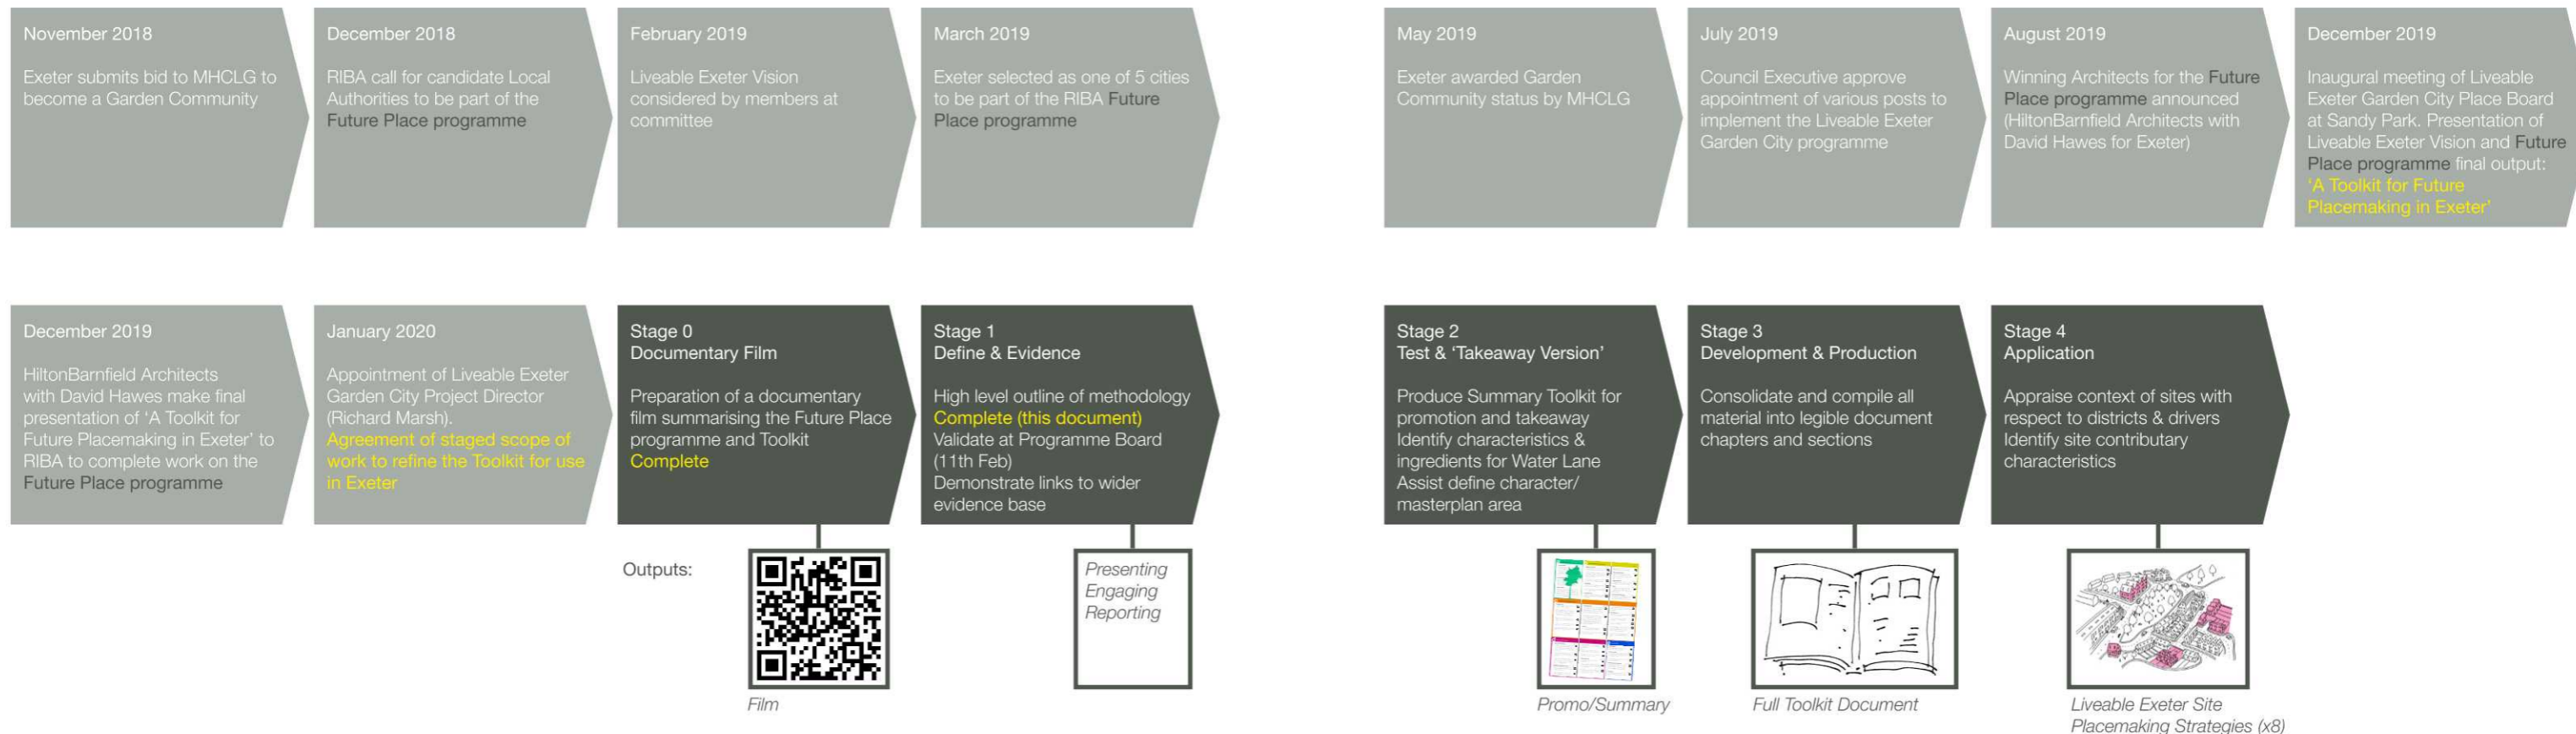 November 2018
Exeter submits bid to MHCLG to
become a Garden Community
December 2018
RIBA call for candidate Local
Authorities to be part of the
Future Place programme
February 2019
Liveable Exeter Vision
considered by members at
committee
March 2019
Exeter selected as one of 5 cities
to be part of the RIBA Future
Place programme
May 2019
Exeter awarded Garden
Community status by MHCLG
July 2019
Council Executive approve
appointment of various posts to
implement the Liveable Exeter
Garden City programme
August 2019
Winning Architects for the Future
Place programme announced
(HiltonBarnfield Architects with
David Hawes for Exeter)
December 2019
Inaugural meeting of Liveable
Exeter Garden City Place Board
at Sandy Park. Presentation of
Liveable Exeter Vision and Future
Place programme final output:
‘A Toolkit for Future
Placemaking in Exeter’
December 2019
HiltonBarnfield Architects
with David Hawes make final
presentation of ‘A Toolkit for
Future Placemaking in Exeter’ to
RIBA to complete work on the
Future Place programme
January 2020
Appointment of Liveable Exeter
Garden City Project Director
(Richard Marsh).
Agreement of staged scope of
work to refine the Toolkit for use
in Exeter
Stage 0
Documentary Film
Preparation of a documentary
film summarising the Future Place
programme and Toolkit
Complete
Stage 1
Define & Evidence
High level outline of methodology
Complete (this document)
Validate at Programme Board
(11th Feb)
Demonstrate links to wider
evidence base
Stage 2
Test & ‘Takeaway Version’
Produce Summary Toolkit for
promotion and takeaway
Identify characteristics &
ingredients for Water Lane
Assist define character/
masterplan area
Stage 3
Development & Production
Consolidate and compile all
material into legible document
chapters and sections
Stage 4
Application
Appraise context of sites with
respect to districts & drivers
Identify site contributary
characteristics
Outputs:
Film
Presenting
Engaging
Reporting
Promo/Summary
Full Toolkit Document
Liveable Exeter Site
Placemaking Strategies (x8)